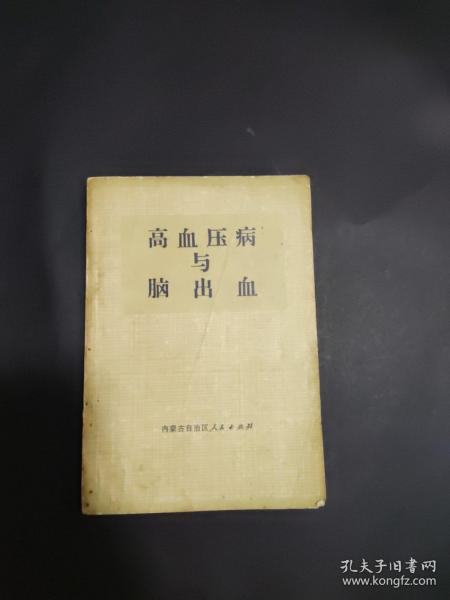 高血压病
与
脑出血
内蒙古自治区人民出版社
孔夫子旧书网
www.kongfz.com